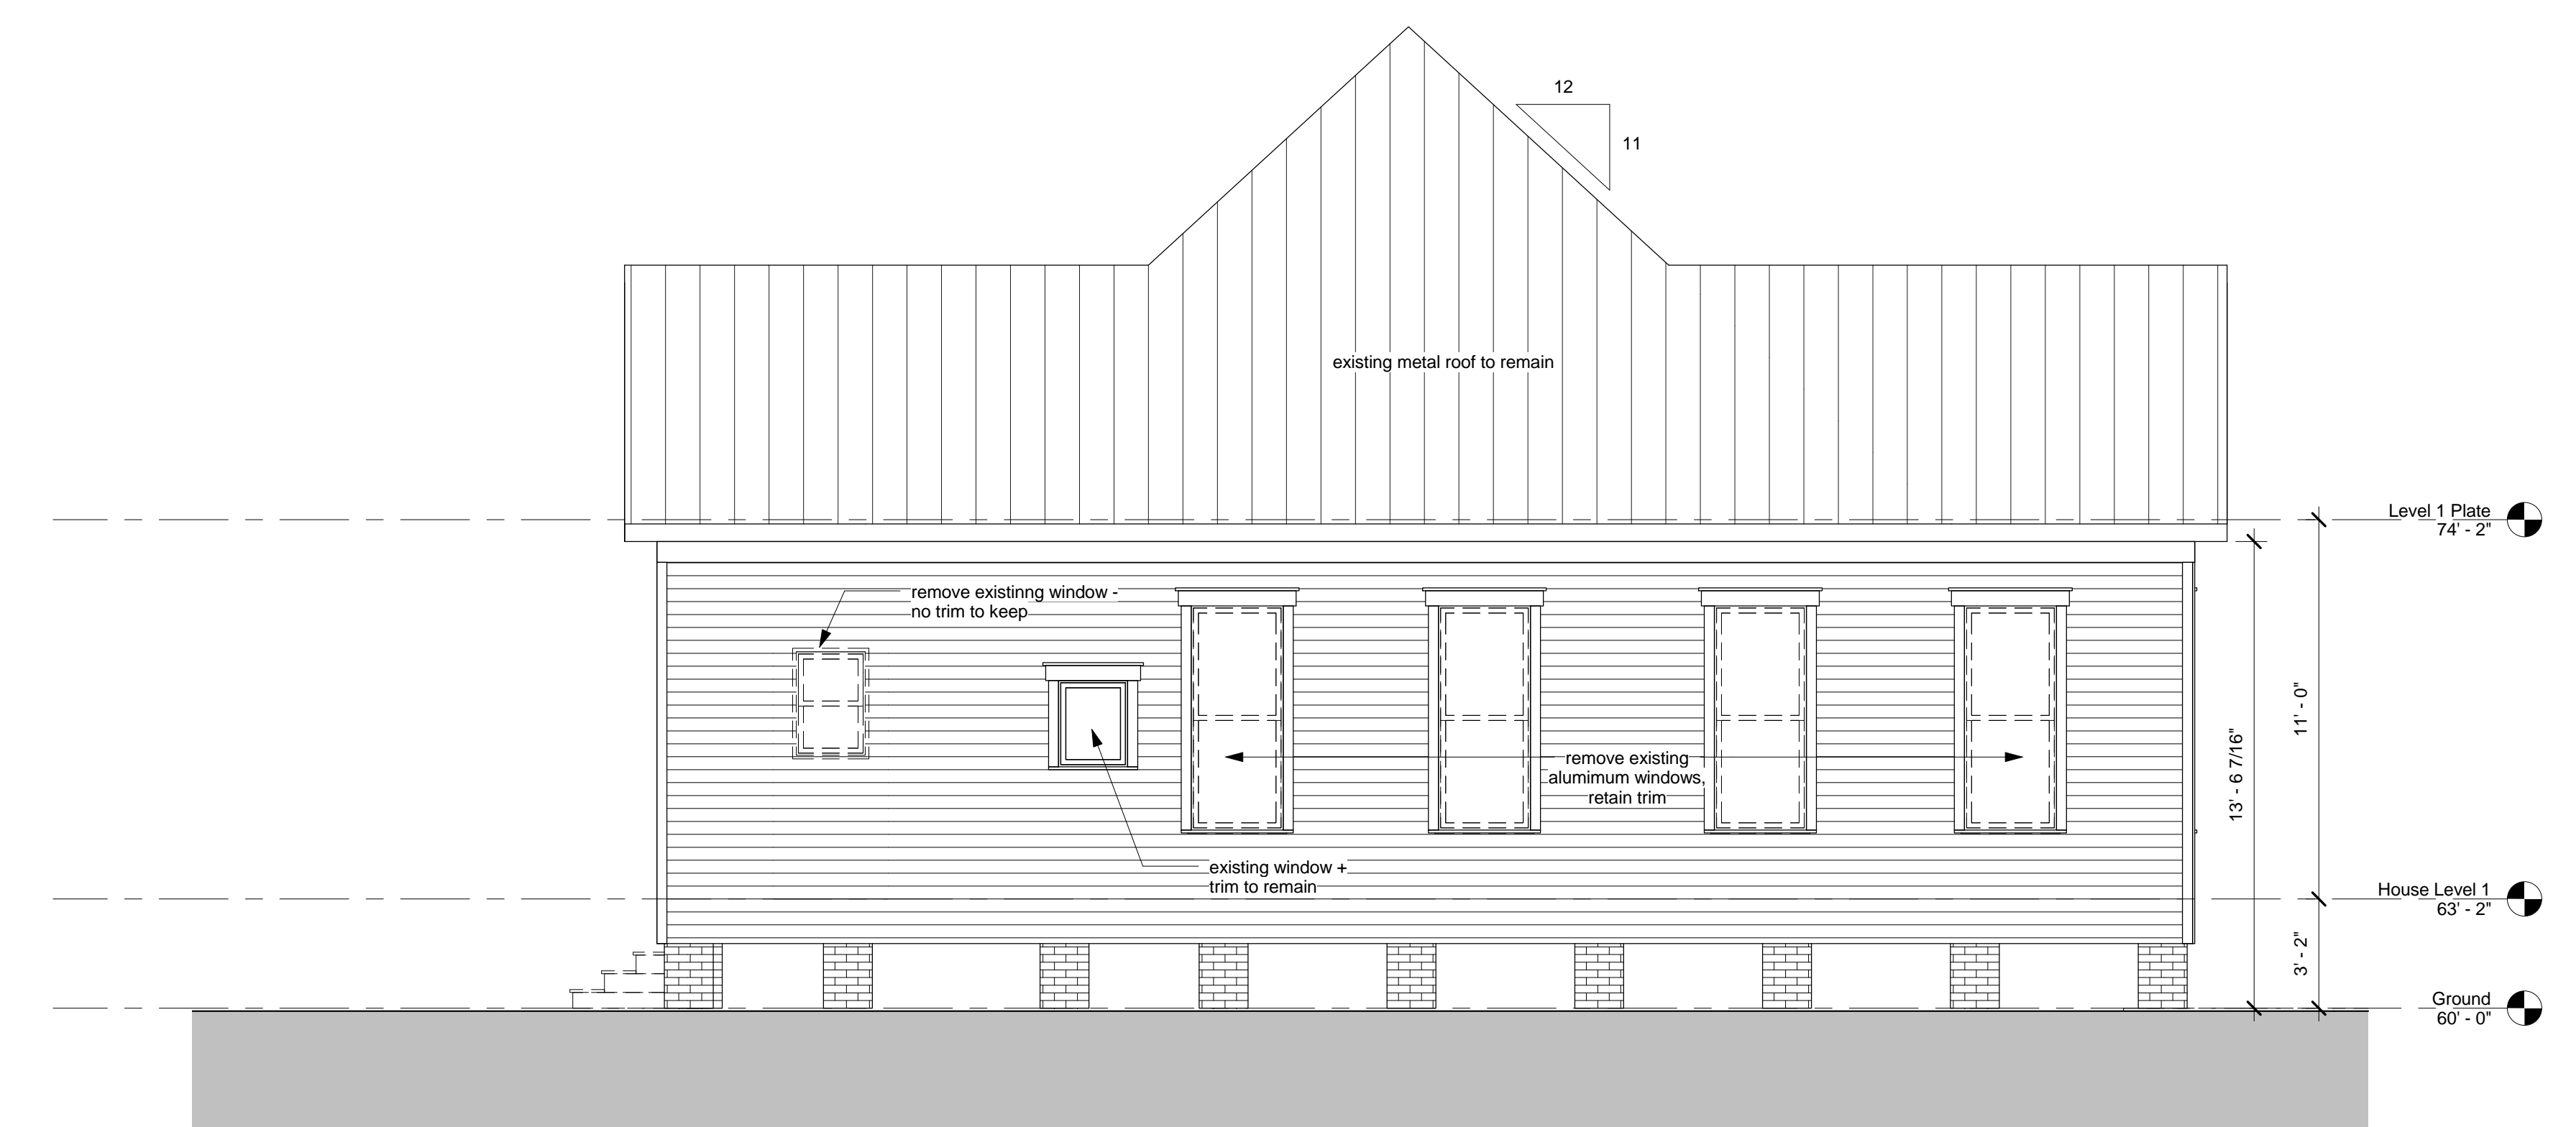 12
11
existing metal roof to remain
Level 1 Plate
74' - 2"
remove existinng window -
no trim to keep
remove existing
alumimum windows,
retain trim
existing window +
trim to remain
13' - 6 7/16"
11' - 0"
House Level 1
63' - 2"
3' - 2"
Ground
60' - 0"